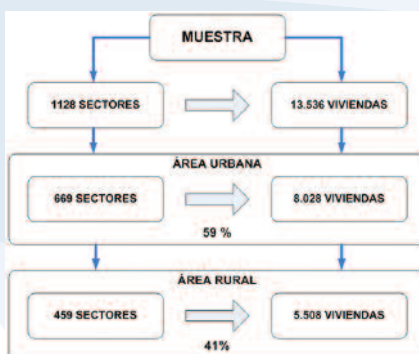 MUESTRA
1128 SECTORES
13.536 VIVIENDAS
ÁREA URBANA
669 SECTORES
8.028 VIVIENDAS
59 %
ÁREA RURAL
459 SECTORES
5.508 VIVIENDAS
41%